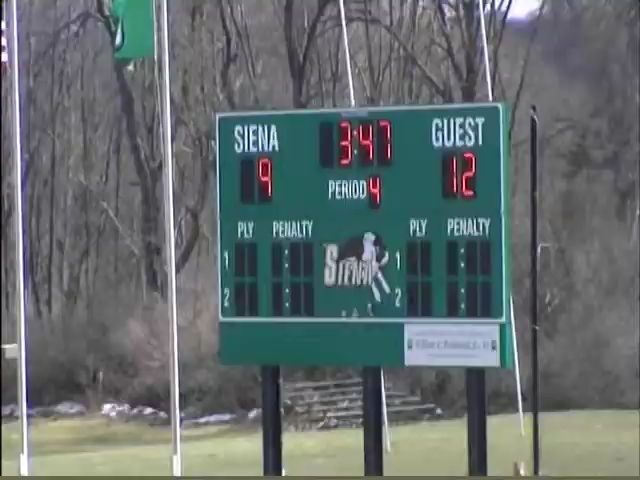 SIENA 3:47 GUEST
9 PERIOD 4 12
PLY PENALTY PLY PENALTY
1 : 1 :
2 : SIENA 2 :